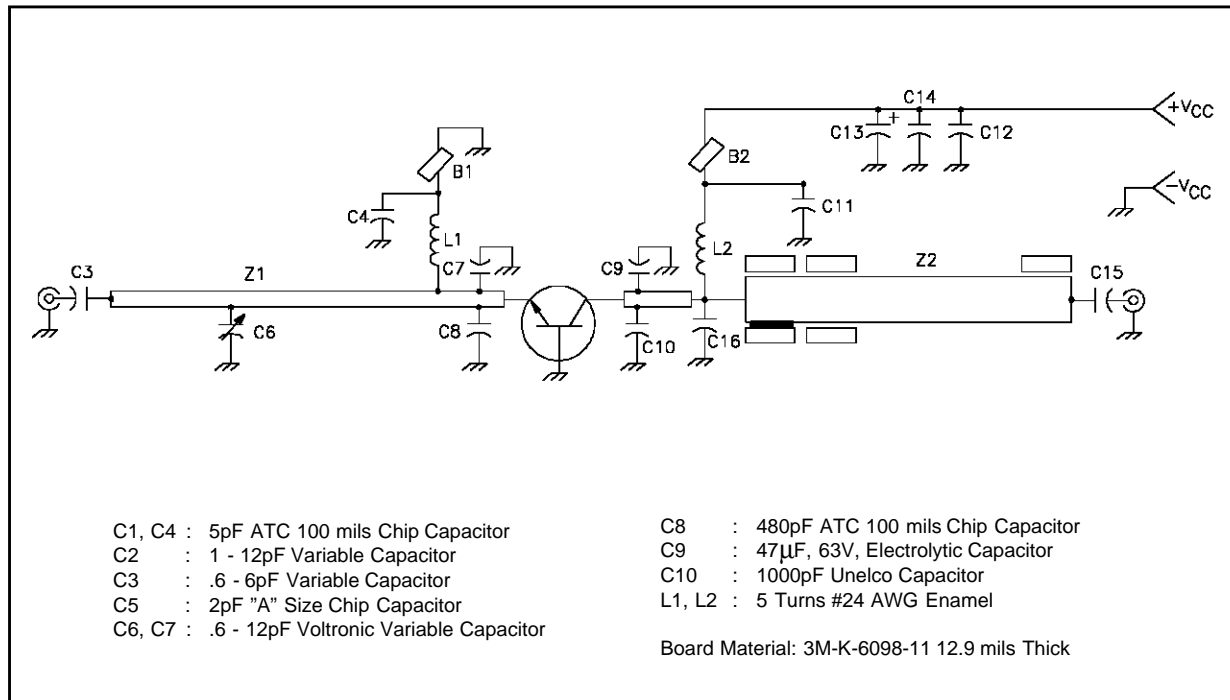 C14
+VCC
C13
+
C12
B2
B1
-VCC
C4
C11
L1
L2
C7
C9
C3
Z1
Z2
C15
C6
C8
C10
C16
C1, C4 : 5pF ATC 100 mils Chip Capacitor
C2 : 1 - 12pF Variable Capacitor
C3 : .6 - 6pF Variable Capacitor
C5 : 2pF ”A” Size Chip Capacitor
C6, C7 : .6 - 12pF Voltronic Variable Capacitor
C8 : 480pF ATC 100 mils Chip Capacitor
C9 : 47μF, 63V, Electrolytic Capacitor
C10 : 1000pF Unelco Capacitor
L1, L2 : 5 Turns #24 AWG Enamel
Board Material: 3M-K-6098-11 12.9 mils Thick